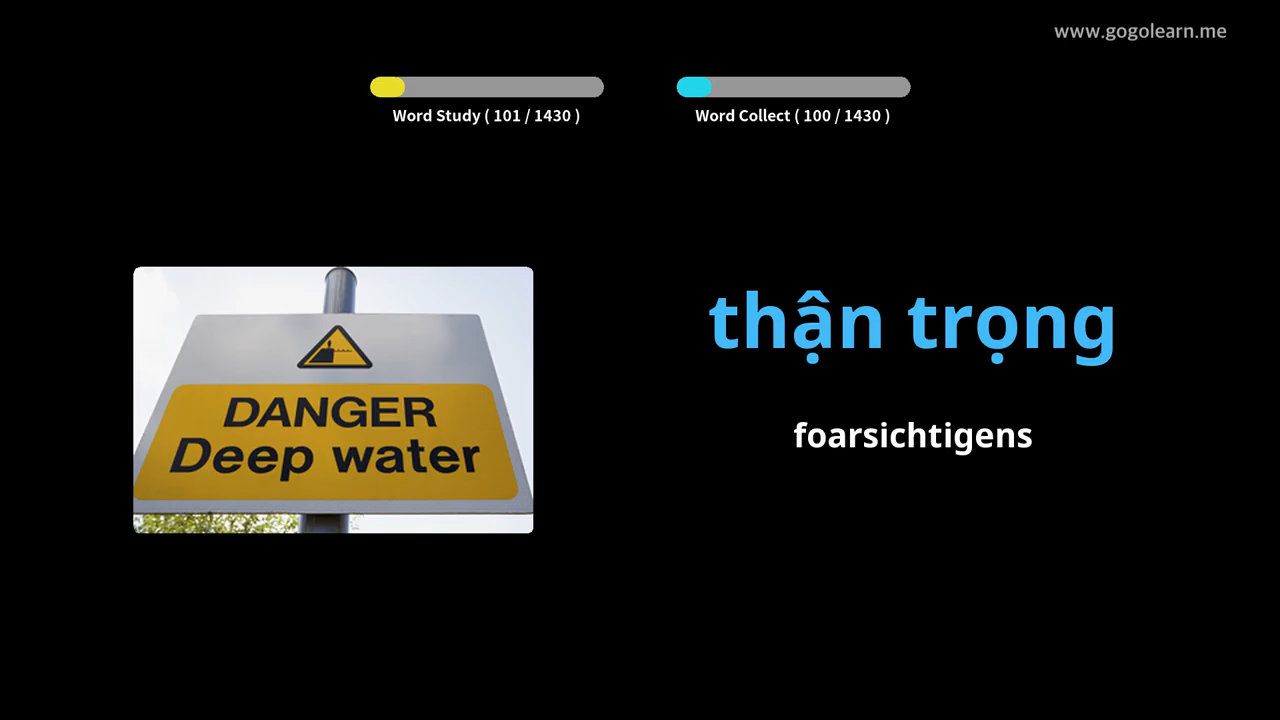 www.gogolearn.me
Word Study ( 101 / 1430 )
Word Collect ( 100 / 1430 )
thận trọng
DANGER
Deep water
foarsichtigens